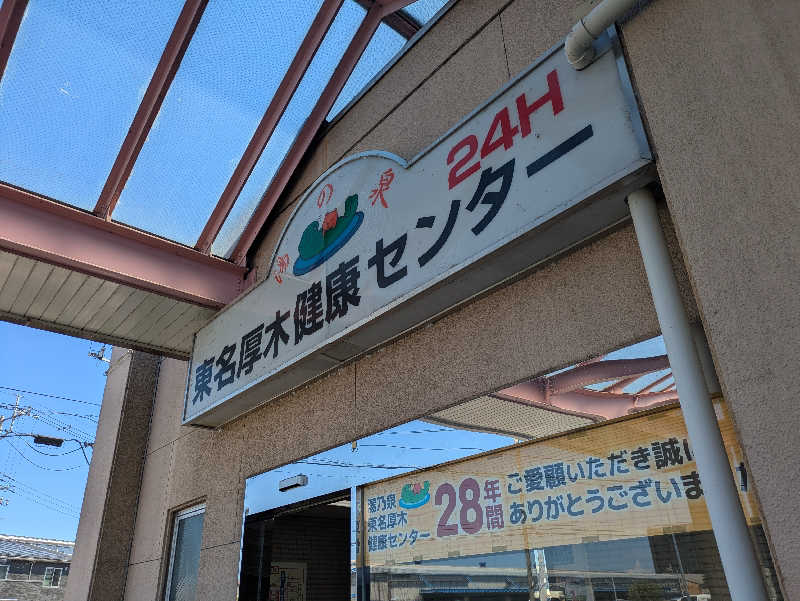 湯の泉
24H
東名厚木健康センター
湯乃泉
東名厚木
健康センター
28年間
ご愛顧いただき誠に
ありがとうございま